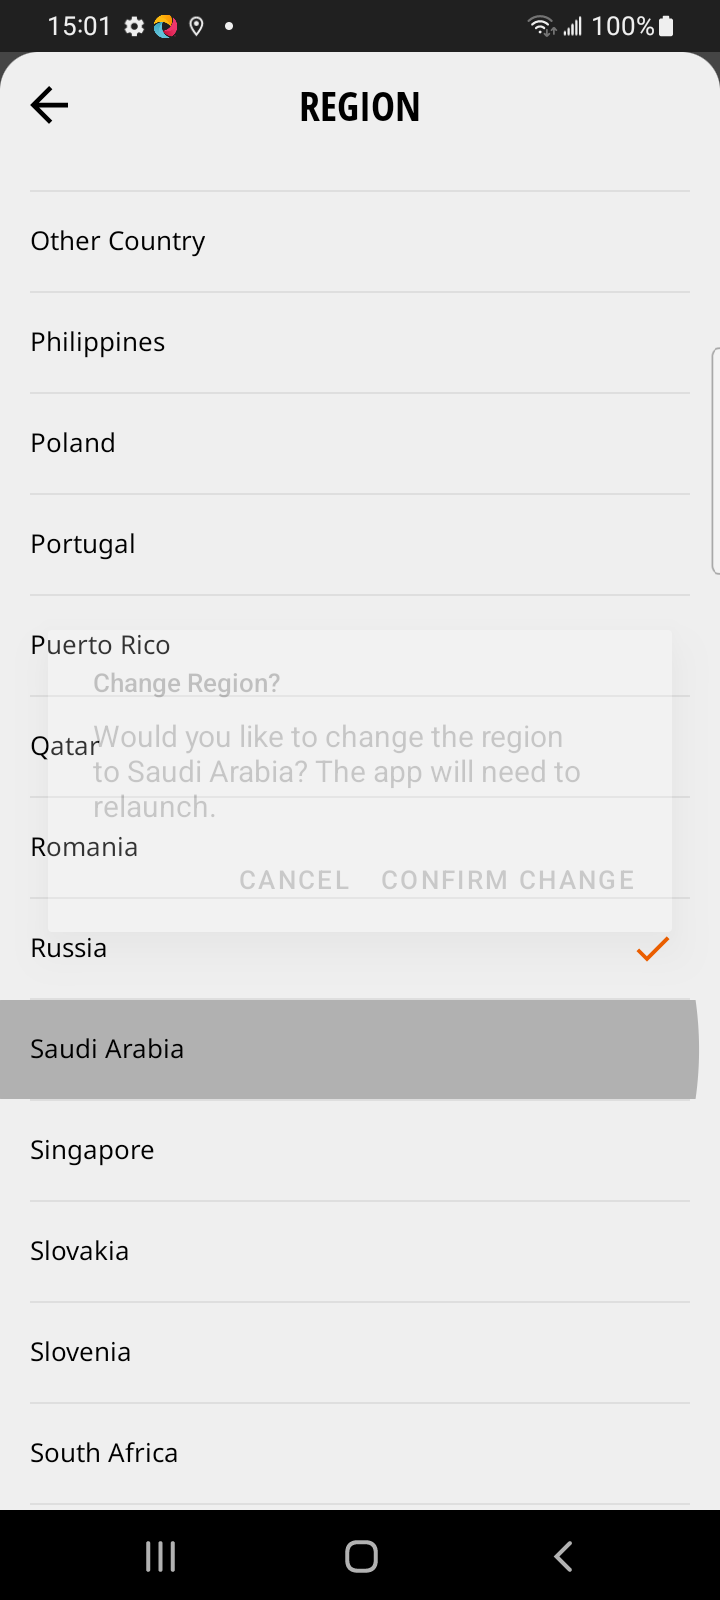 15:01
100%
REGION
Other Country
Philippines
Poland
Portugal
Puerto Rico
Change Region?
Qatar
Would you like to change the region
to Saudi Arabia? The app will need to
relaunch.
Romania
CANCEL CONFIRM CHANGE
Russia
Saudi Arabia
Singapore
Slovakia
Slovenia
South Africa